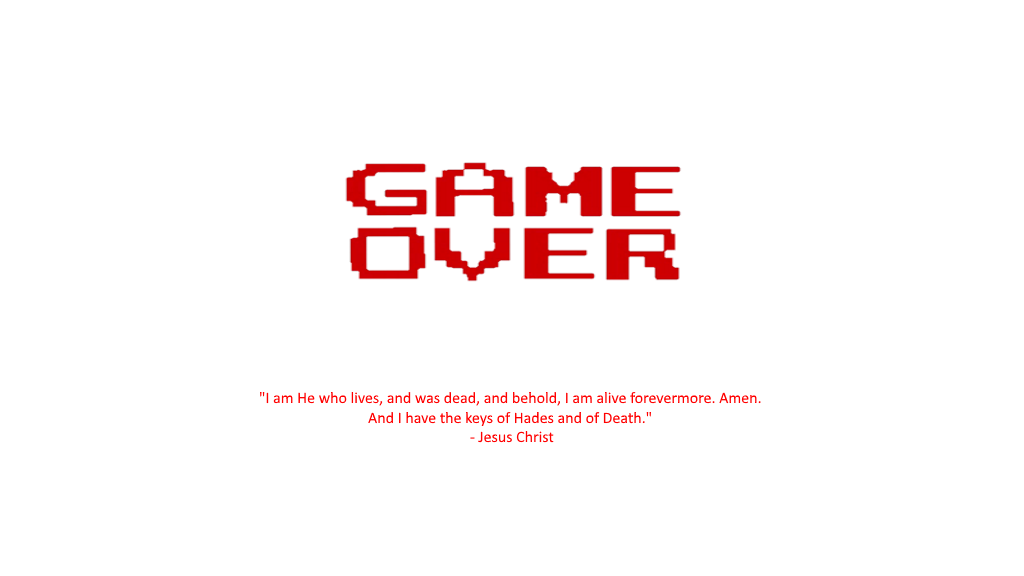 GAME
OVER
"I am He who lives, and was dead, and behold, I am alive forevermore. Amen.
And I have the keys of Hades and of Death."
- Jesus Christ